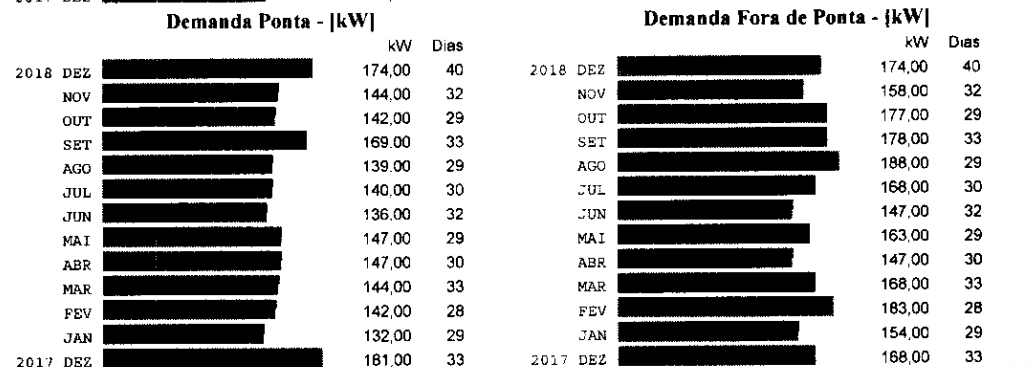 Demanda Ponta - [kW]
kW Dias
2018 DEZ 174,00 40
NOV 144,00 32
OUT 142,00 29
SET 169,00 33
AGO 139,00 29
JUL 140,00 30
JUN 136,00 32
MAI 147,00 29
ABR 147,00 30
MAR 144,00 33
FEV 142,00 28
JAN 132,00 29
2017 DEZ 181,00 33
Demanda Fora de Ponta - [kW]
kW Dias
2018 DEZ 174,00 40
NOV 158,00 32
OUT 177,00 29
SET 178,00 33
AGO 188,00 29
JUL 168,00 30
JUN 147,00 32
MAI 163,00 29
ABR 147,00 30
MAR 168,00 33
FEV 183,00 28
JAN 154,00 29
2017 DEZ 168,00 33